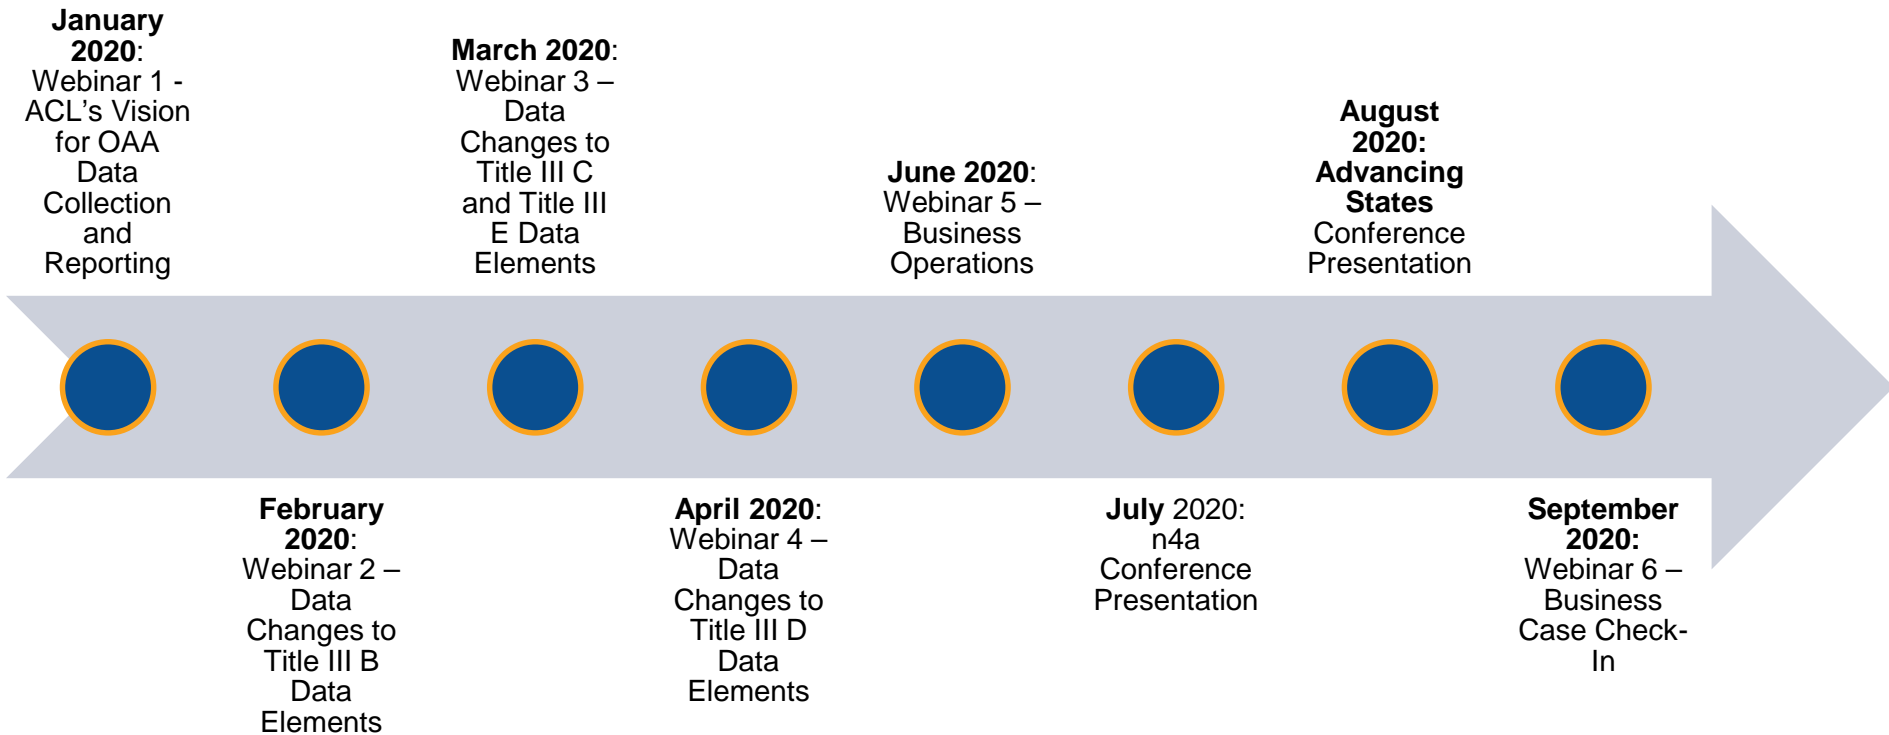 January
2020:
Webinar 1 -
ACL's Vision
for OAA
Data
Collection
and
Reporting
February
2020:
Webinar 2 –
Data
Changes to
Title III B
Data
Elements
March 2020:
Webinar 3 –
Data
Changes to
Title III C
and Title III
E Data
Elements
April 2020:
Webinar 4 –
Data
Changes to
Title III D
Data
Elements
June 2020:
Webinar 5 –
Business
Operations
July 2020:
n4a
Conference
Presentation
August
2020:
Advancing
States
Conference
Presentation
September
2020:
Webinar 6 –
Business
Case Check-
In